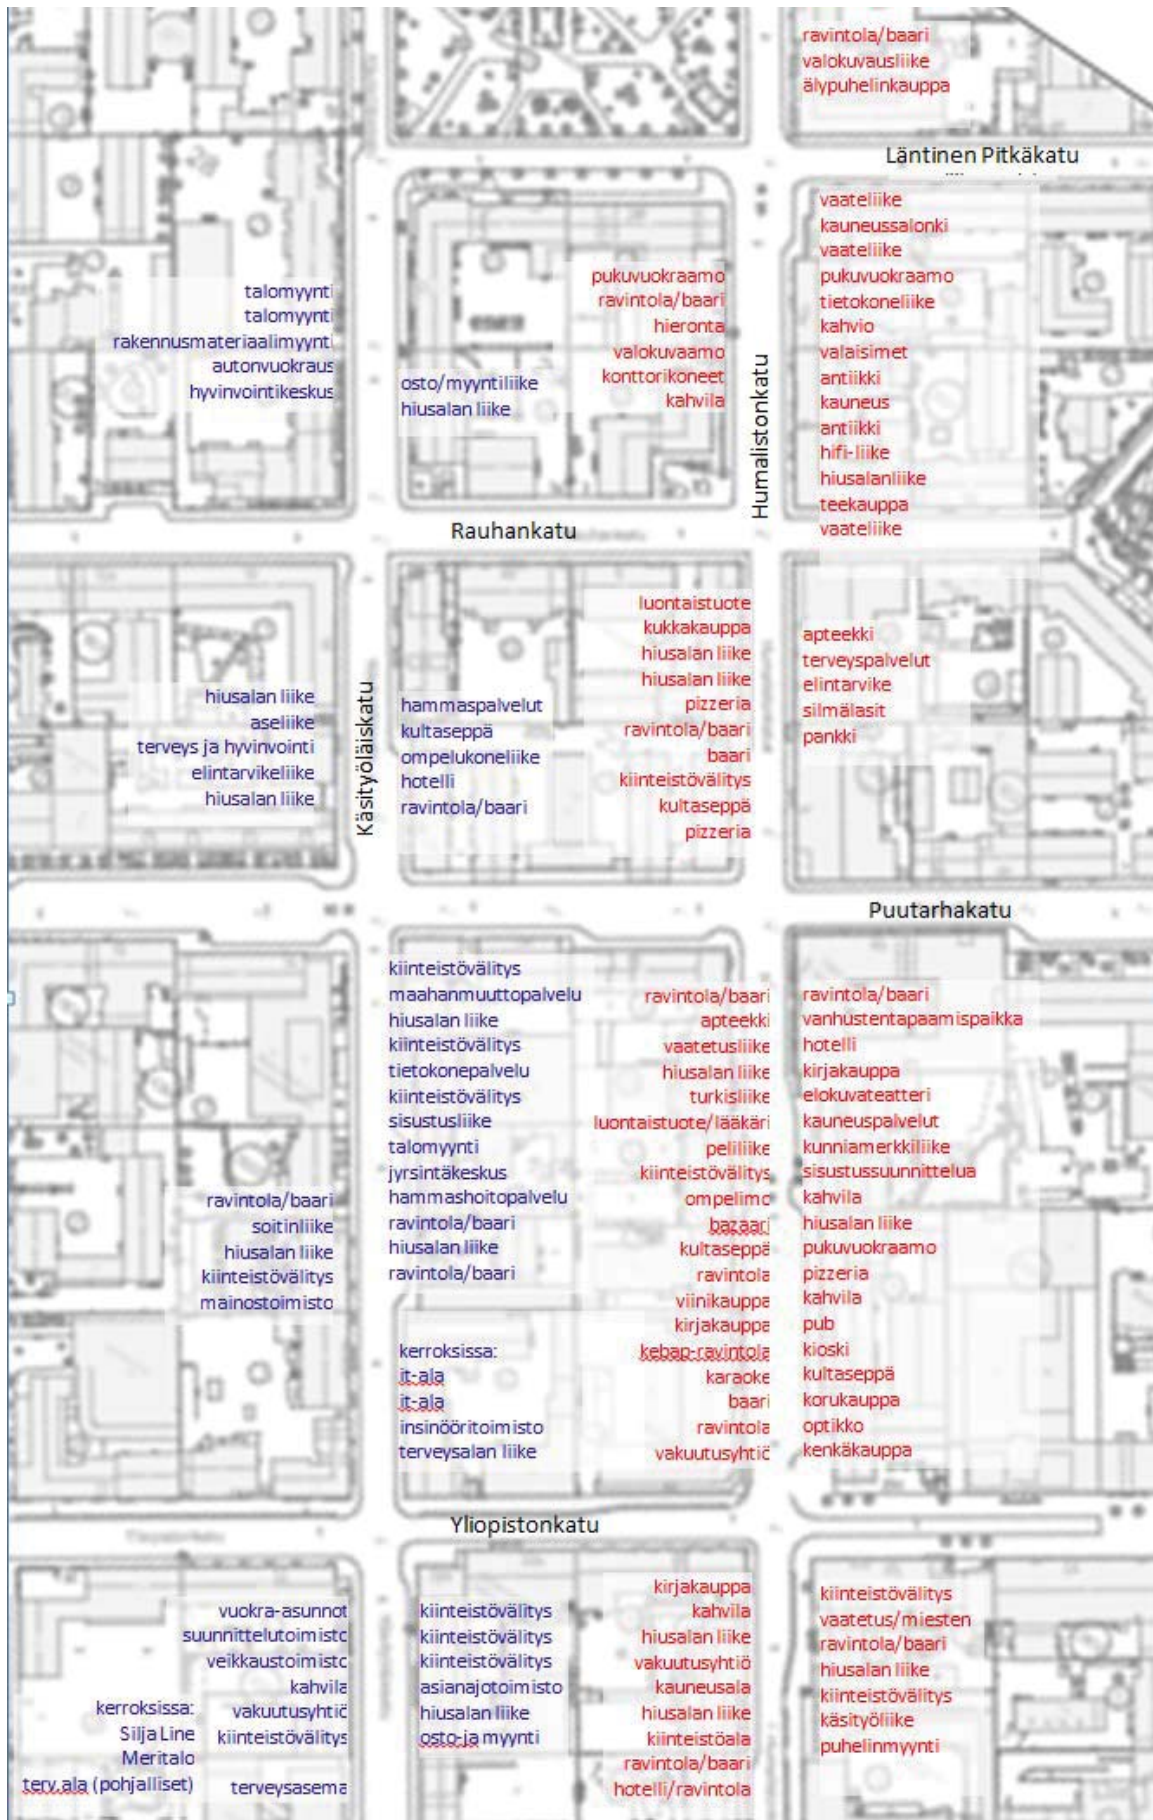 ravintola/baari
valokuvausliike
älypuhelinkauppa
Läntinen Pitkäkatu
talomyynti
talomyynti
rakennusmateriaalimyynti
autonvuokraus
hyvinvointikeskus
osto/myyntiliike
hiusalan liike
pukuvuokraamo
ravintola/baari
hieronta
valokuvaamo
konttorikoneet
kahvila
Humalistonkatu
vaateliike
kauneussalonki
vaateliike
pukuvuokraamo
tietokoneliike
kahvio
valaisimet
antiikki
kauneus
antiikki
hifi-liike
hiusalanliike
teekauppa
vaateliike
Rauhankatu
hiusalan liike
aseliike
terveys ja hyvinvointi
elintarvikeliike
hiusalan liike
Käsityöläiskatu
hammaspalvelut
kultaseppä
ompelukoneliike
hotelli
ravintola/baari
luontaistuote
kukkakauppa
hiusalan liike
hiusalan liike
pizzeria
ravintola/baari
baari
kiinteistövälitys
kultaseppä
pizzeria
apteekki
terveyspalvelut
elintarvike
silmälasit
pankki
Puutarhakatu
ravintola/baari
soitinliike
hiusalan liike
kiinteistövälitys
mainostoimisto
kiinteistövälitys
maahanmuuttopalvelu
hiusalan liike
kiinteistövälitys
tietokonepalvelu
kiinteistövälitys
sisustusliike
talomyynti
jyrsintäkeskus
hammashoitopalvelu
ravintola/baari
hiusalan liike
ravintola/baari
kerroksissa:
it-ala
it-ala
insinööritoimisto
terveysalan liike
ravintola/baari
apteekki
vaatetusliike
hiusalan liike
turkisliike
luontaistuote/lääkäri
peliliike
kiinteistövälitys
ompelimo
bazaari
kultaseppä
ravintola
viinikauppa
kirjakauppa
kebap-ravintola
karaoke
baari
ravintola
vakuutusyhtiö
ravintola/baari
vanhustentapaamispaikka
hotelli
kirjakauppa
elokuvateatteri
kauneuspalvelut
kunniamerkkiliike
sisustussuunnittelua
kahvila
hiusalan liike
pukuvuokraamo
pizzeria
kahvila
pub
kioski
kultaseppä
korukauppa
optikko
kenkäkauppa
Yliopistonkatu
kerroksissa:
Silja Line
Meritalo
terv.ala (pohjalliset)
vuokra-asunnot
suunnittelutoimisto
veikkaustoimisto
kahvila
vakuutusyhtiö
kiinteistövälitys
terveysasema
kiinteistövälitys
kiinteistövälitys
kiinteistövälitys
asianajotoimisto
hiusalan liike
osto-ja myynti
kirjakauppa
kahvila
hiusalan liike
vakuutusyhtiö
kauneusala
hiusalan liike
kiinteistöala
ravintola/baari
hotelli/ravintola
kiinteistövälitys
vaatetus/miesten
ravintola/baari
hiusalan liike
kiinteistövälitys
käsityöliike
puhelinmyynti